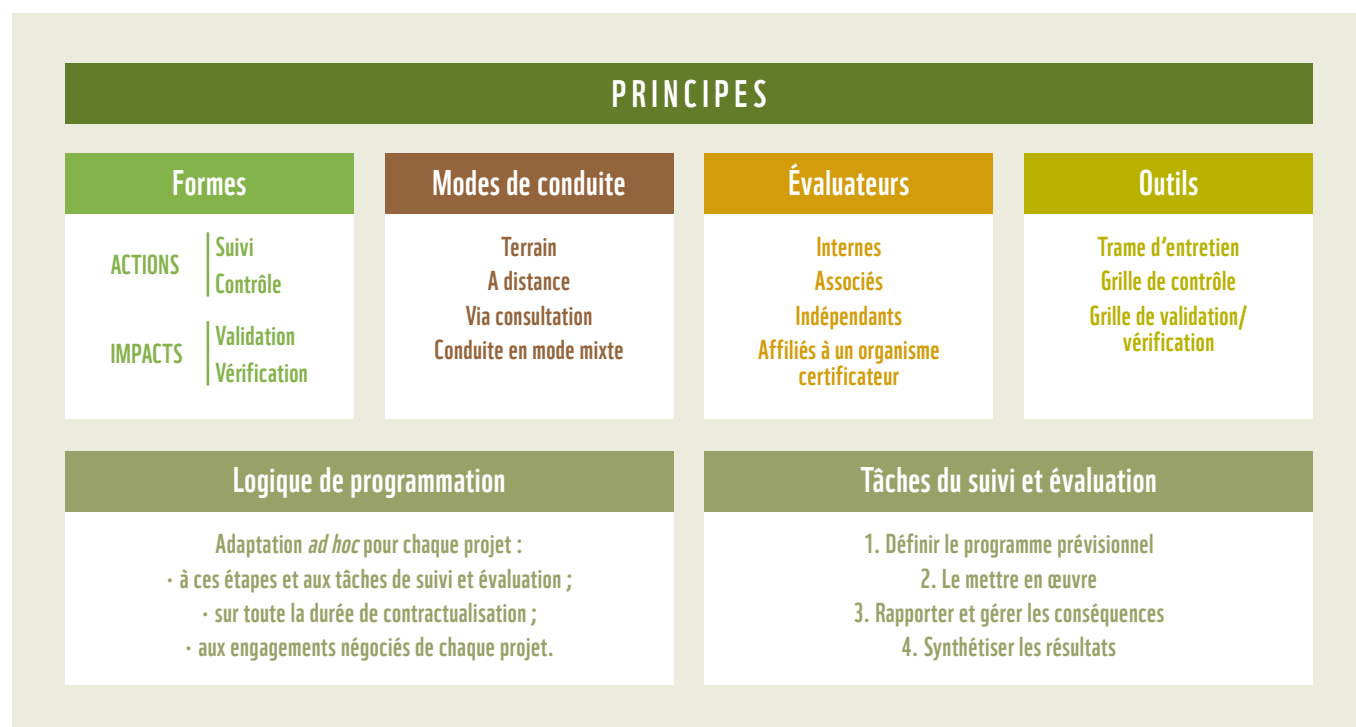 PRINCIPES
Formes
ACTIONS
Suivi
Contrôle
IMPACTS
Validation
Vérification
Modes de conduite
Terrain
A distance
Via consultation
Conduite en mode mixte
Évaluateurs
Internes
Associés
Indépendants
Affiliés à un organisme
certificateur
Outils
Trame d’entretien
Grille de contrôle
Grille de validation/
vérification
Logique de programmation
Adaptation ad hoc pour chaque projet :
· à ces étapes et aux tâches de suivi et évaluation ;
· sur toute la durée de contractualisation ;
· aux engagements négociés de chaque projet.
Tâches du suivi et évaluation
1. Définir le programme prévisionnel
2. Le mettre en œuvre
3. Rapporter et gérer les conséquences
4. Synthétiser les résultats